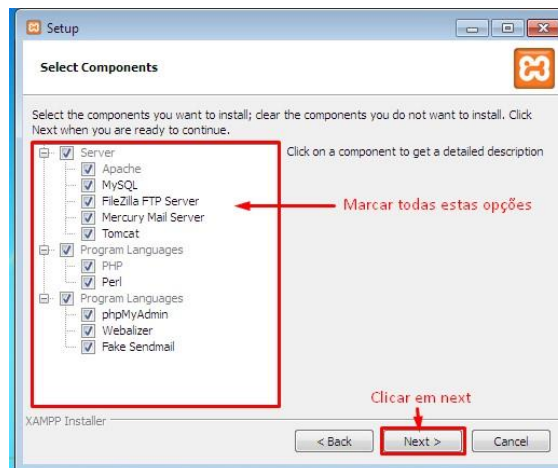 Setup
Select Components
Select the components you want to install; clear the components you do not want to install. Click
Next when you are ready to continue.
Server
Apache
MySQL
FileZilla FTP Server
Mercury Mail Server
Tomcat
Program Languages
PHP
Perl
Program Languages
phpMyAdmin
Webalizer
Fake Sendmail
Click on a component to get a detailed description
Marcar todas estas opções
Clicar em next
XAMPP Installer
< Back
Next >
Cancel